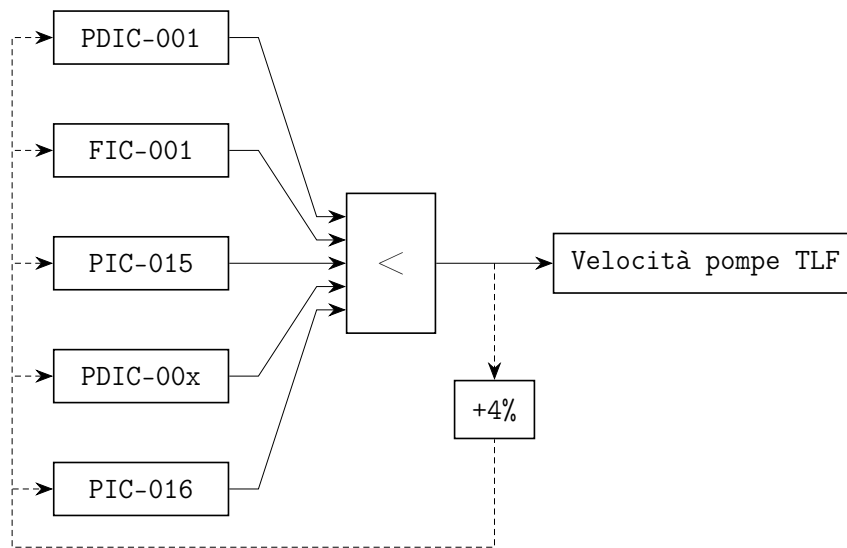 PDIC-001
FIC-001
PIC-015
<
Velocità pompe TLF
PDIC-00x
+4%
PIC-016